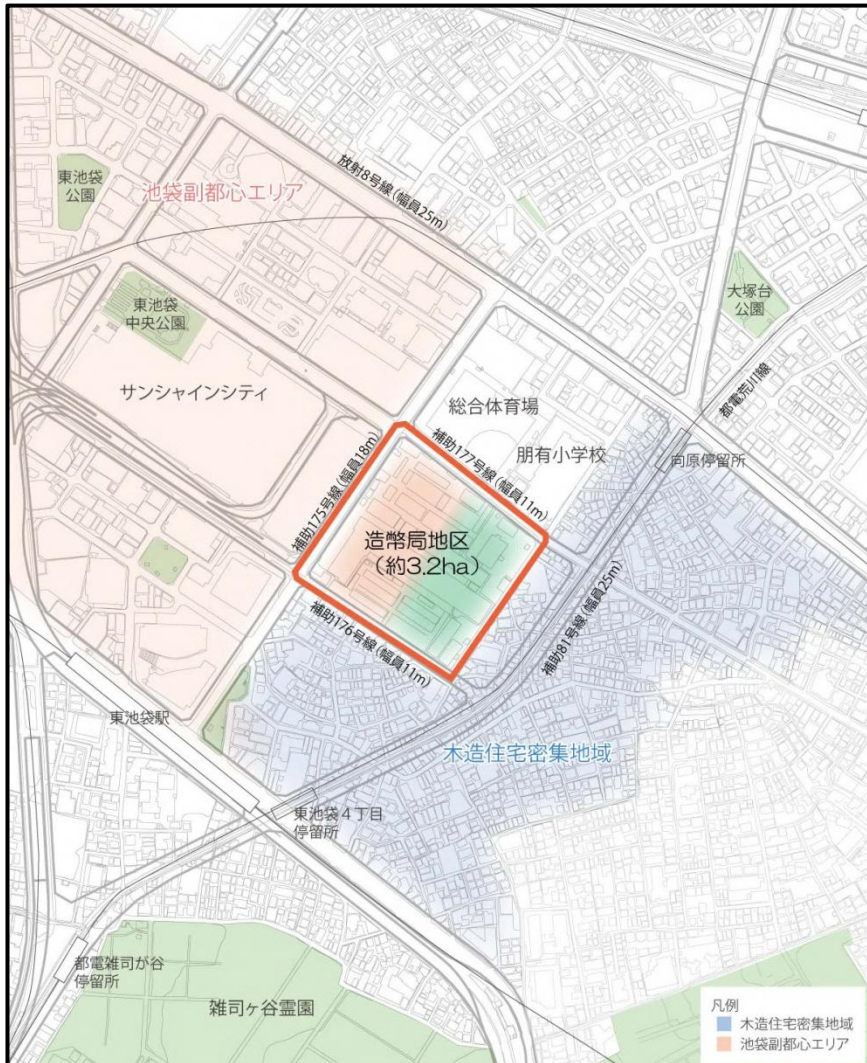 放射8号線(幅員25m)
東池袋
公園
池袋副都心エリア
東池袋
中央公園
大塚台
公園
サンシャインシティ
総合体育場
都電荒川線
朋有小学校
向原停留所
補助177号線(幅員11m)
補助175号線(幅員18m)
造幣局地区
(約3.2ha)
補助176号線(幅員11m)
補助81号線(幅員25m)
東池袋駅
木造住宅密集地域
東池袋4丁目
停留所
都電雑司が谷
停留所
雑司ヶ谷霊園
凡例
木造住宅密集地域
池袋副都心エリア